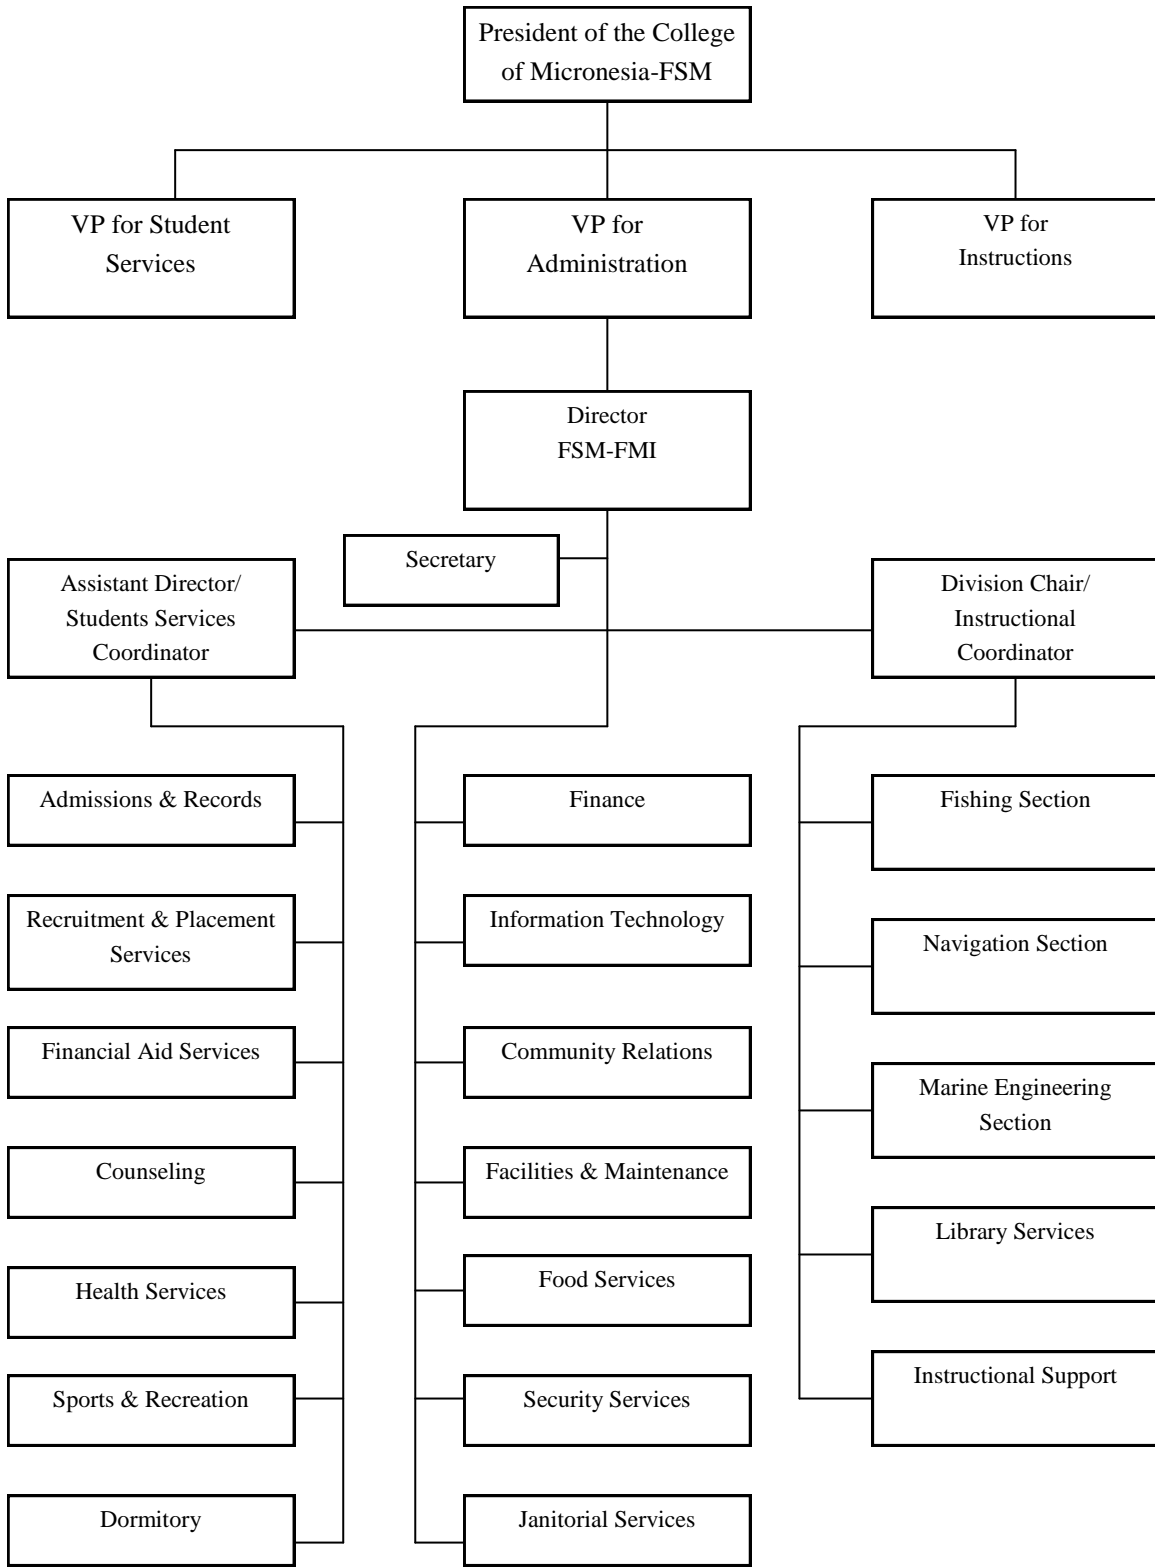 President of the College
of Micronesia-FSM
VP for Student
Services
VP for
Administration
VP for
Instructions
Director
FSM-FMI
Secretary
Assistant Director/
Students Services
Coordinator
Division Chair/
Instructional
Coordinator
Admissions & Records
Recruitment & Placement
Services
Financial Aid Services
Counseling
Health Services
Sports & Recreation
Dormitory
Finance
Information Technology
Community Relations
Facilities & Maintenance
Food Services
Security Services
Janitorial Services
Fishing Section
Navigation Section
Marine Engineering
Section
Library Services
Instructional Support